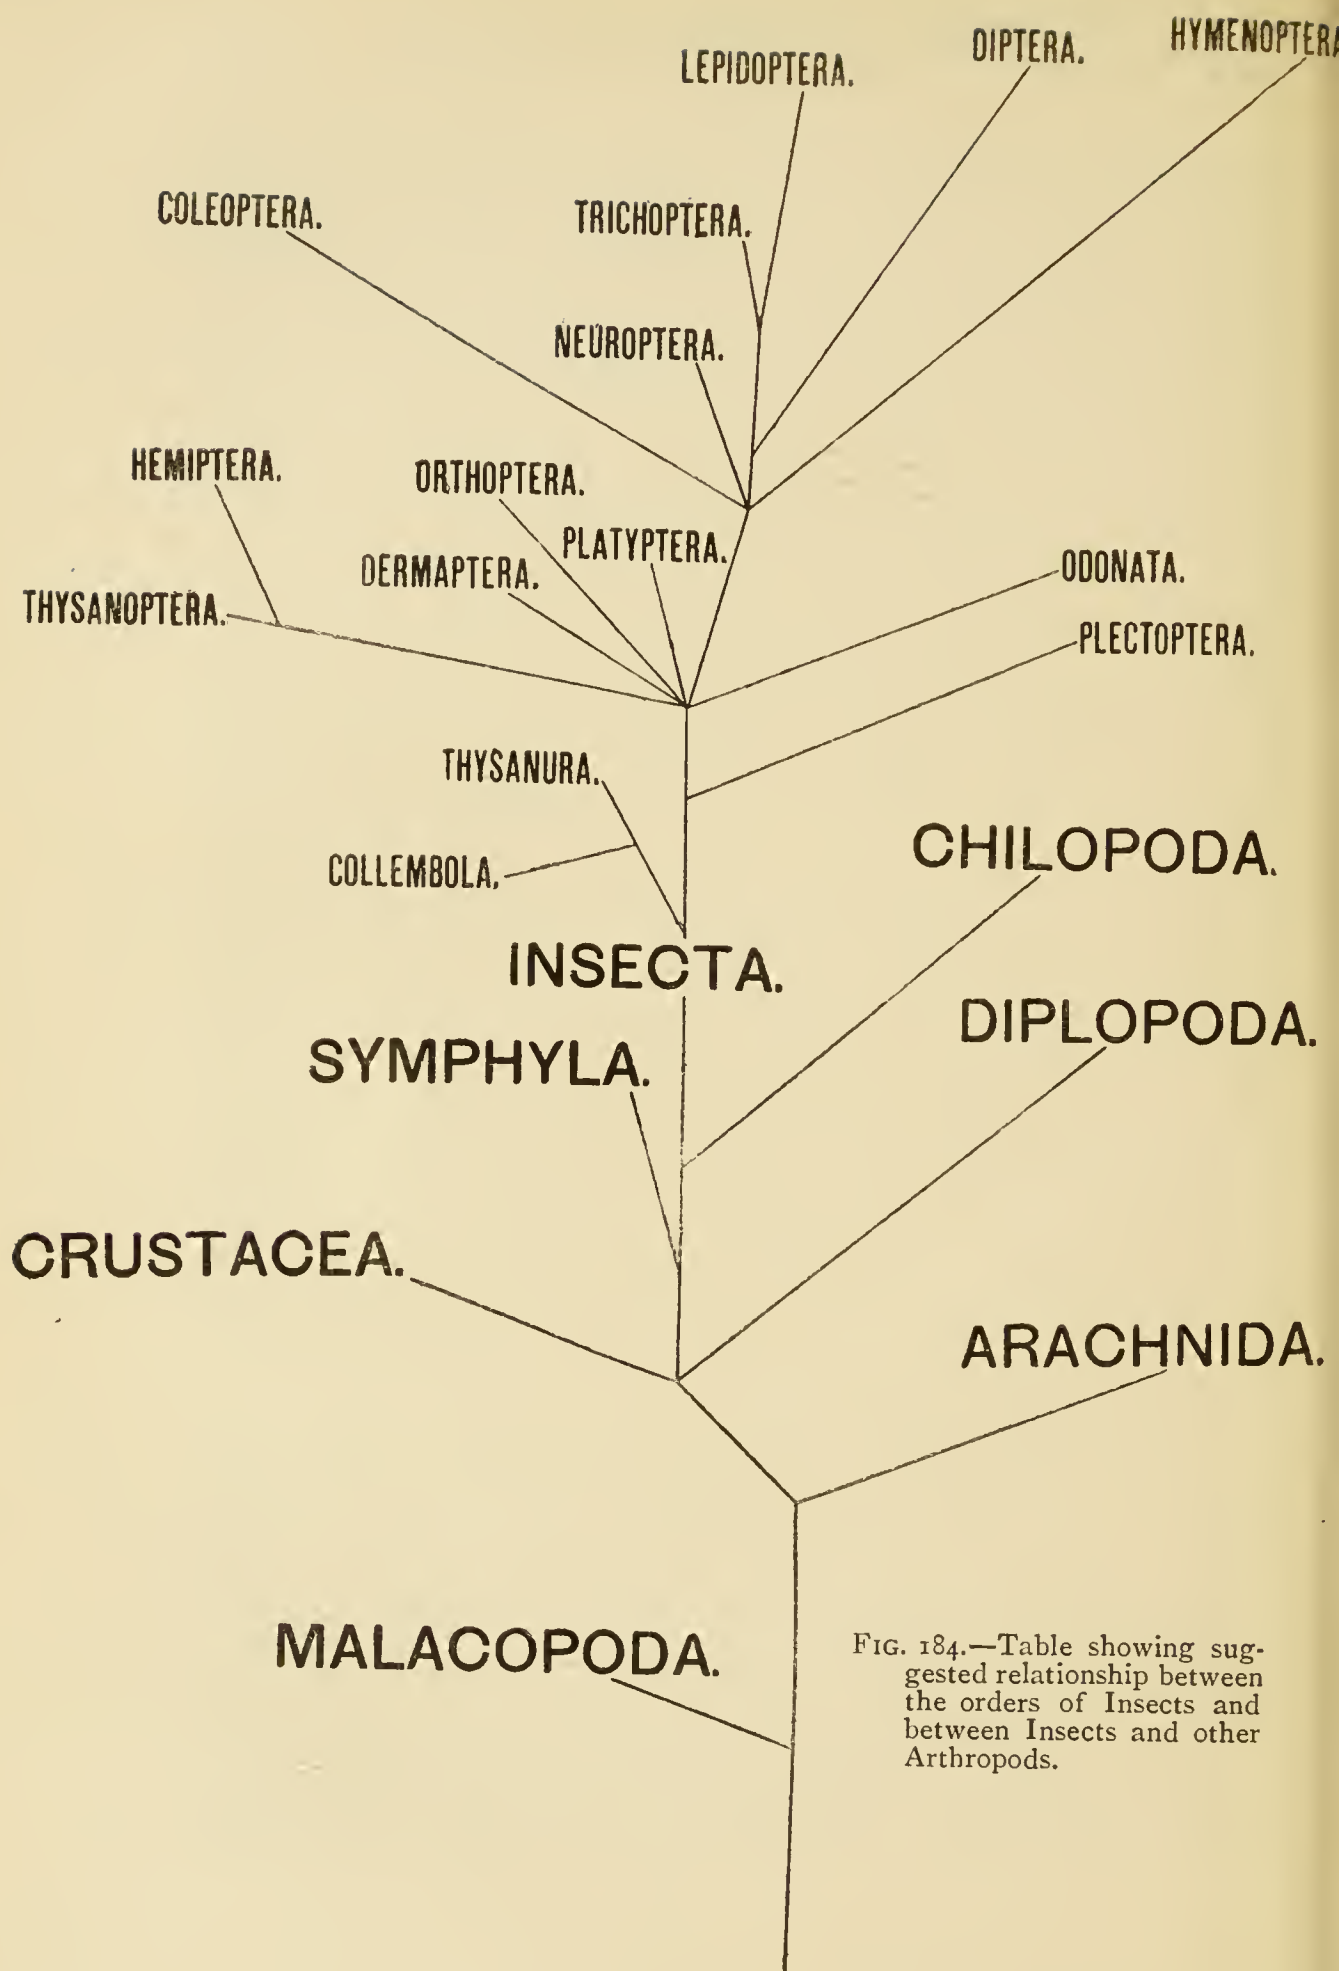 HYMENOPTERA
DIPTERA.
LEPIDOPTERA.
COLEOPTERA.
TRICHOPTERA.
NEUROPTERA.
HEMIPTERA.
ORTHOPTERA.
PLATYPTERA.
DERMAPTERA.
ODONATA.
THYSANOPTERA.
PLECTOPTERA.
THYSANURA.
CHILOPODA.
COLLEMBOLA.
INSECTA.
DIPLOPODA.
SYMPHYLA.
CRUSTACEA.
ARACHNIDA.
MALACOPODA.
FIG. 184.—Table showing sug-
gested relationship between
the orders of Insects and
between Insects and other
Arthropods.